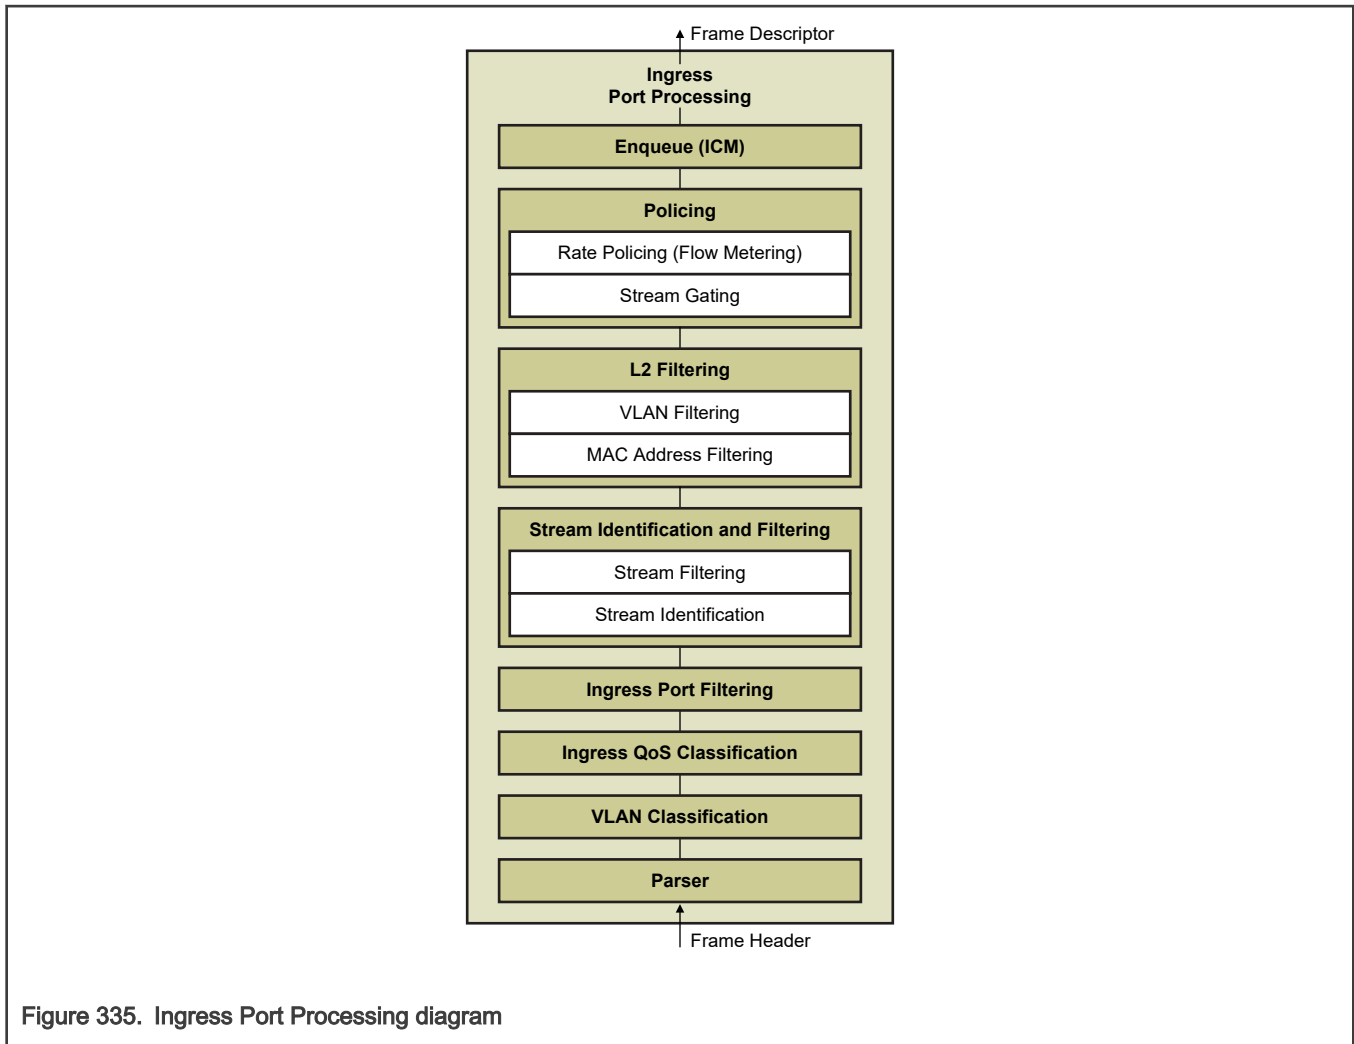 Frame Descriptor
Ingress
Port Processing
Enqueue (ICM)
Policing
Rate Policing (Flow Metering)
Stream Gating
L2 Filtering
VLAN Filtering
MAC Address Filtering
Stream Identification and Filtering
Stream Filtering
Stream Identification
Ingress Port Filtering
Ingress QoS Classification
VLAN Classification
Parser
Frame Header
Figure 335. Ingress Port Processing diagram